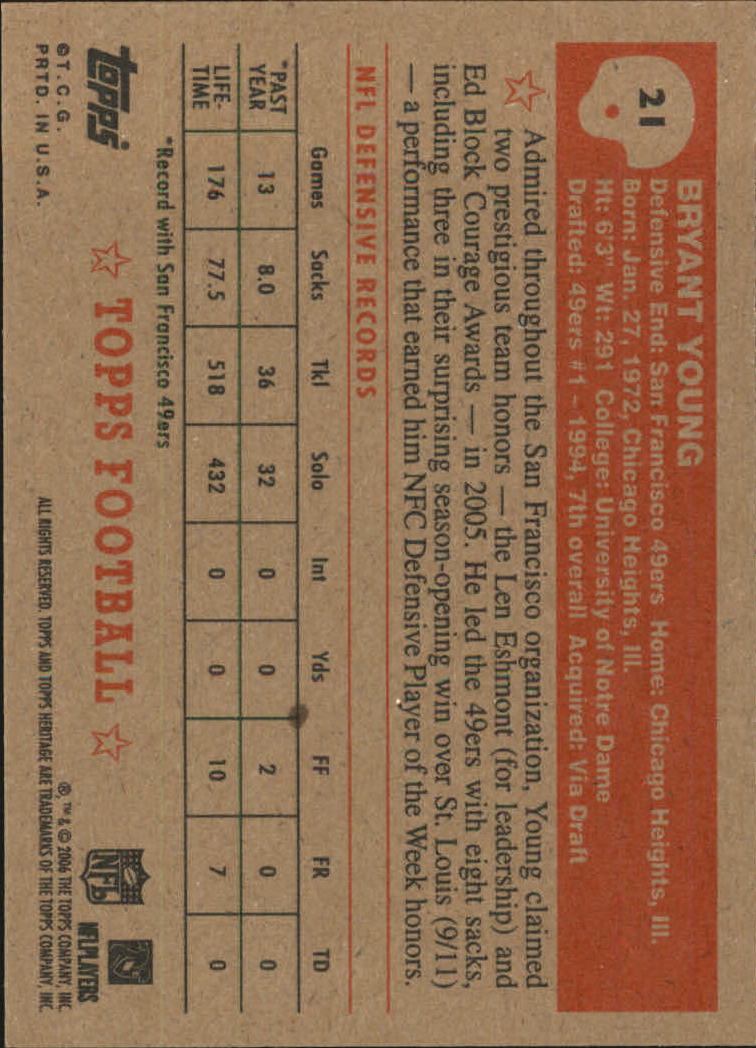 21
BRYANT YOUNG
Defensive End: San Francisco 49ers Home: Chicago Heights, Ill.
Born: Jan. 27, 1972, Chicago Heights, Ill.
Ht: 6'3" Wt: 291 College: University of Notre Dame
Drafted: 49ers #1 – 1994, 7th overall Acquired: Via Draft
Admired throughout the San Francisco organization, Young claimed
two prestigious team honors — the Len Eshmont (for leadership) and
Ed Block Courage Awards — in 2005. He led the 49ers with eight sacks,
including three in their surprising season-opening win over St. Louis (9/11)
— a performance that earned him NFC Defensive Player of the Week honors.
NFL DEFENSIVE RECORDS
Games Sacks Tkl Solo Int Yds FF FR TD
*PAST YEAR 13 8.0 36 32 0 0 2 0 0
LIFE-TIME 176 77.5 518 432 0 0 10 7 0
*Record with San Francisco 49ers
topps
©T.C.G.
PRTD. IN U.S.A.
TOPPS FOOTBALL
NFL
NFLPLAYERS
®, ™ & © 2006 THE TOPPS COMPANY, INC.
ALL RIGHTS RESERVED. TOPPS AND TOPPS HERITAGE ARE TRADEMARKS OF THE TOPPS COMPANY, INC.